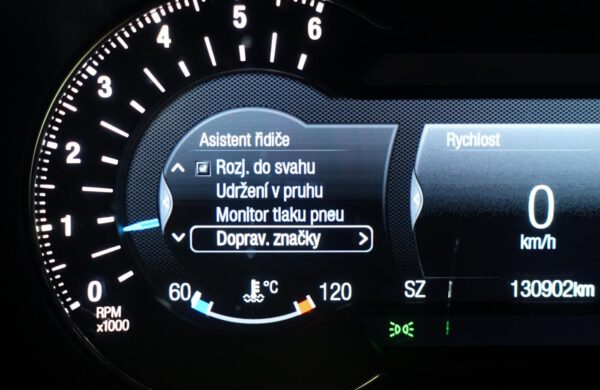 6
5
4
3
2
1
0
RPM
x1000
Asistent řidiče
Rozj. do svahu
Udržení v pruhu
Monitor tlaku pneu
Doprav. značky
60 °C 120
Rychlost
0
km/h
SZ 130902km